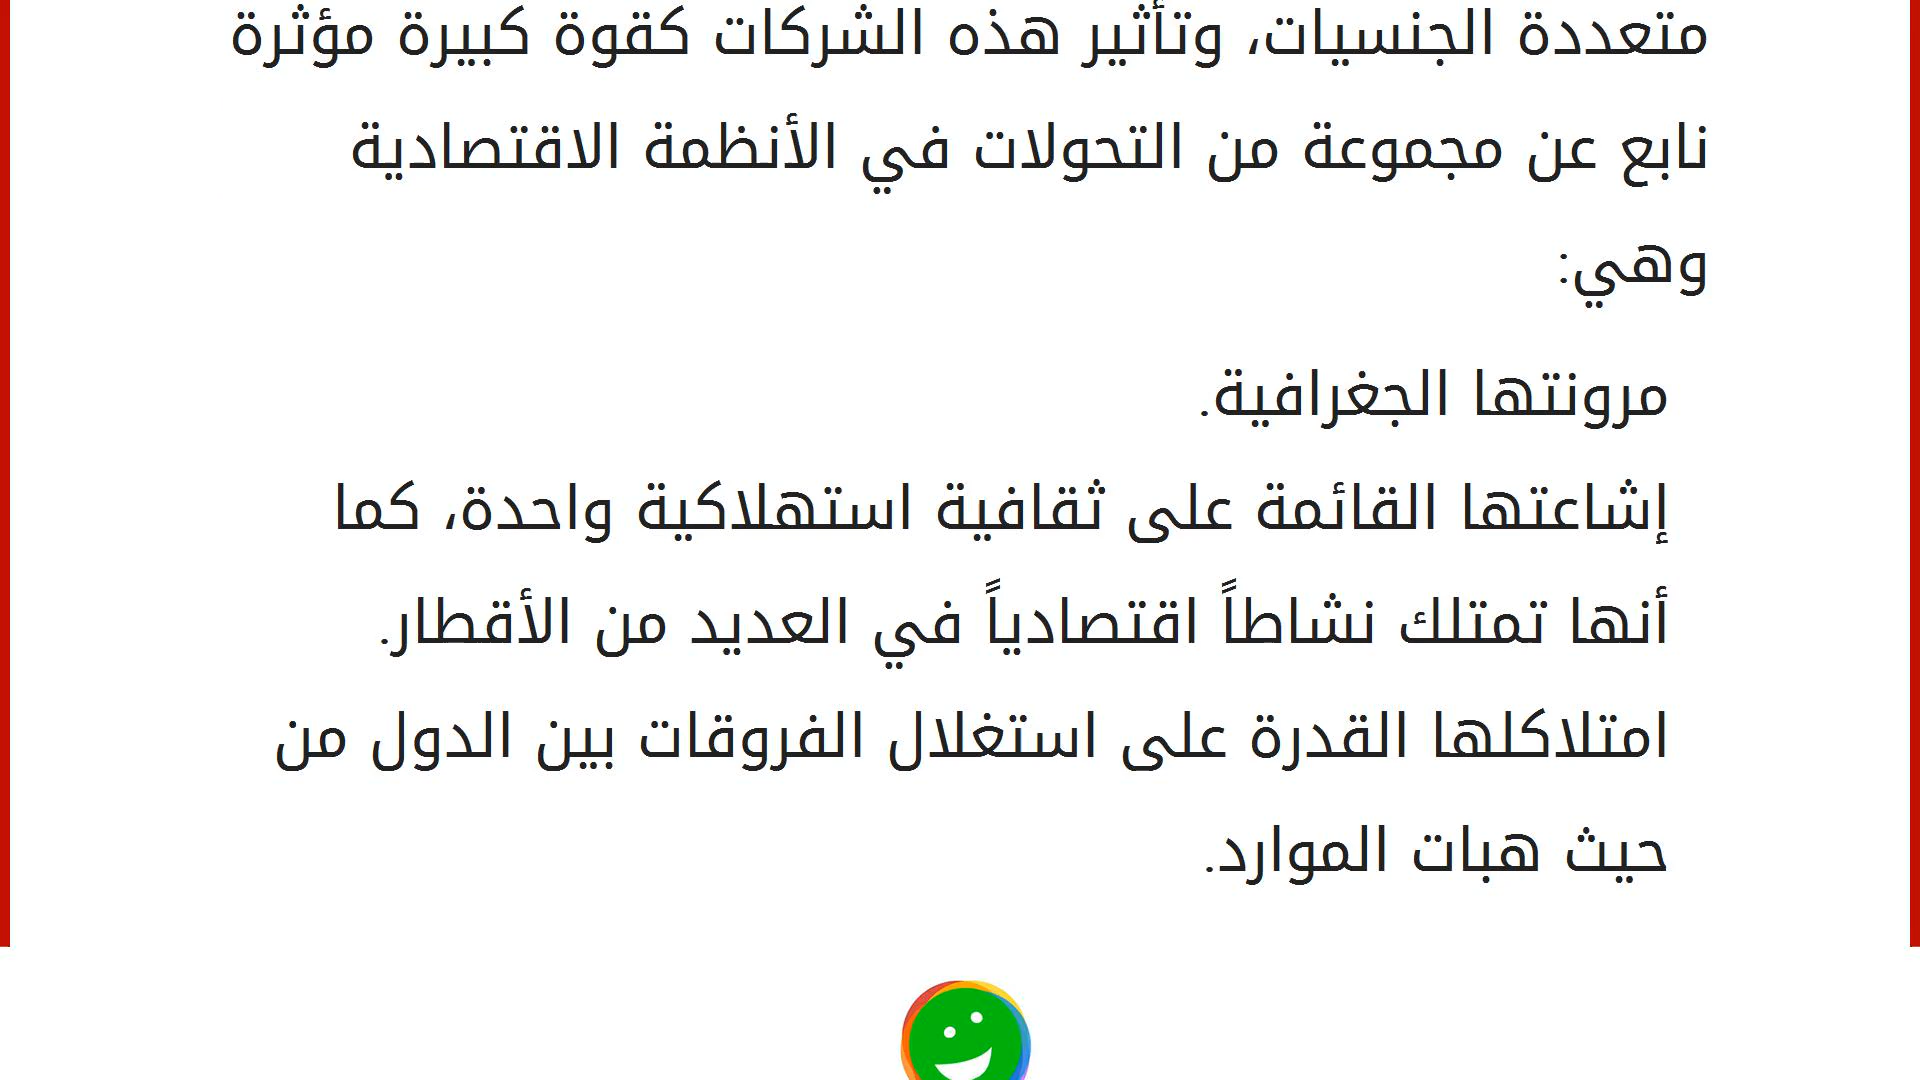 متعددة الجنسيات، وتأثير هذه الشركات كقوة كبيرة مؤثرة
نابع عن مجموعة من التحولات في الأنظمة الاقتصادية
وهي:
مرونتها الجغرافية.
إشاعتها القائمة على ثقافية استهلاكية واحدة، كما
أنها تمتلك نشاطاً اقتصادياً في العديد من الأقطار.
امتلاكلها القدرة على استغلال الفروقات بين الدول من
حيث هبات الموارد.